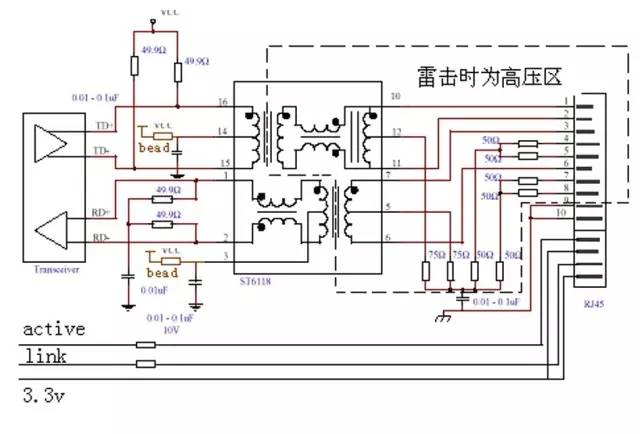 VCC
49.9Ω
49.9Ω
雷击时为高压区
0.01 - 0.1uF
16
10
1
2
TD+
VCC
3
14
12
50Ω
4
bead
5
TD-
50Ω
15
11
6
1
7
50Ω
7
49.9Ω
50Ω
8
RD+
9
49.9Ω
5
10
RD-
2
6
VCC
3
75Ω
75Ω
50Ω
50Ω
bead
Transceiver
0.01uF
ST6118
0.01 - 0.1uF
RJ45
0.01 - 0.1uF
10V
active
link
3.3v